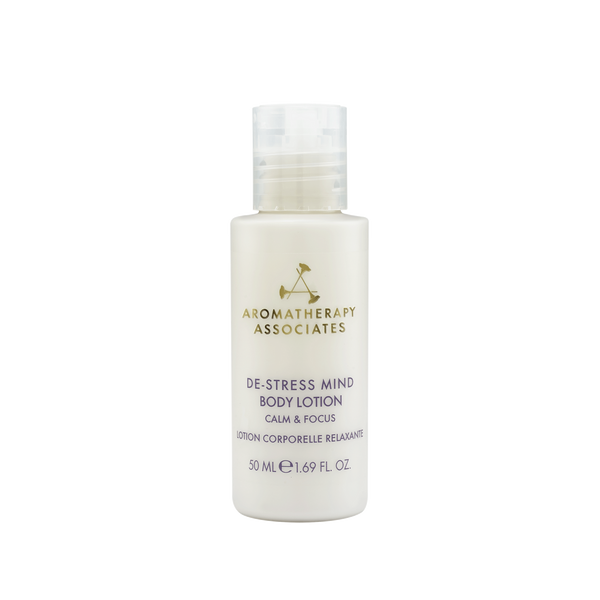 AROMATHERAPY
ASSOCIATES
DE-STRESS MIND
BODY LOTION
CALM & FOCUS
LOTION CORPORELLE RELAXANTE
50 ML ℮ 1.69 FL. OZ.